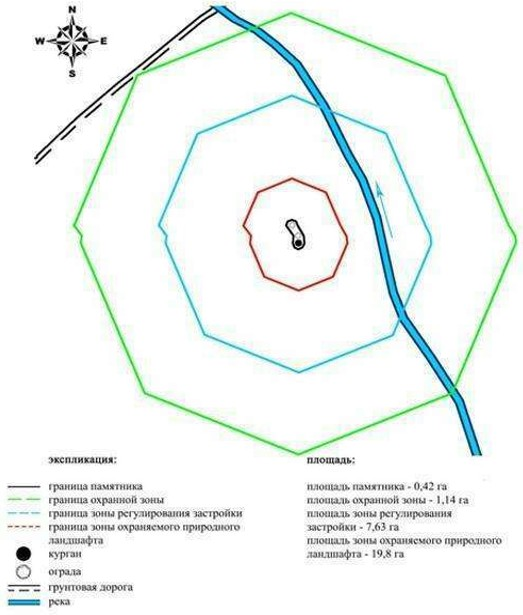 N
W E
S
экспликация:
граница памятника
граница охранной зоны
граница зоны регулирования застройки
граница зоны охраняемого природного
ландшафта
курган
ограда
грунтовая дорога
река
площадь:
площадь памятника - 0,42 га
площадь охранной зоны - 1,14 га
площадь зоны регулирования
застройки - 7,63 га
площадь зоны охраняемого природного
ландшафта - 19,8 га